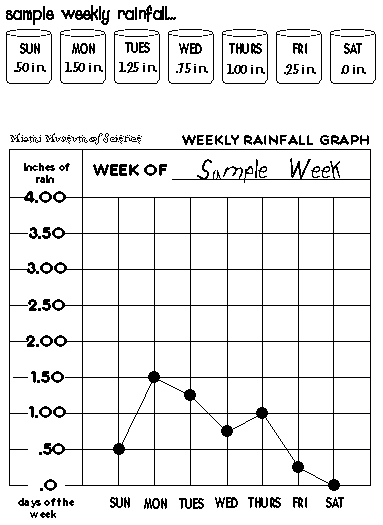 sample weekly rainfall...
SUN MON TUES WED THURS FRI SAT
.50 in. 1.50 in. 1.25 in. .75 in. 1.00 in. .25 in. .0 in.
Miami Museum of Science WEEKLY RAINFALL GRAPH
inches of
rain
WEEK OF Sample Week
4.00
3.50
3.00
2.50
2.00
1.50
1.00
.50
.0
days of the
week
SUN MON TUES WED THURS FRI SAT